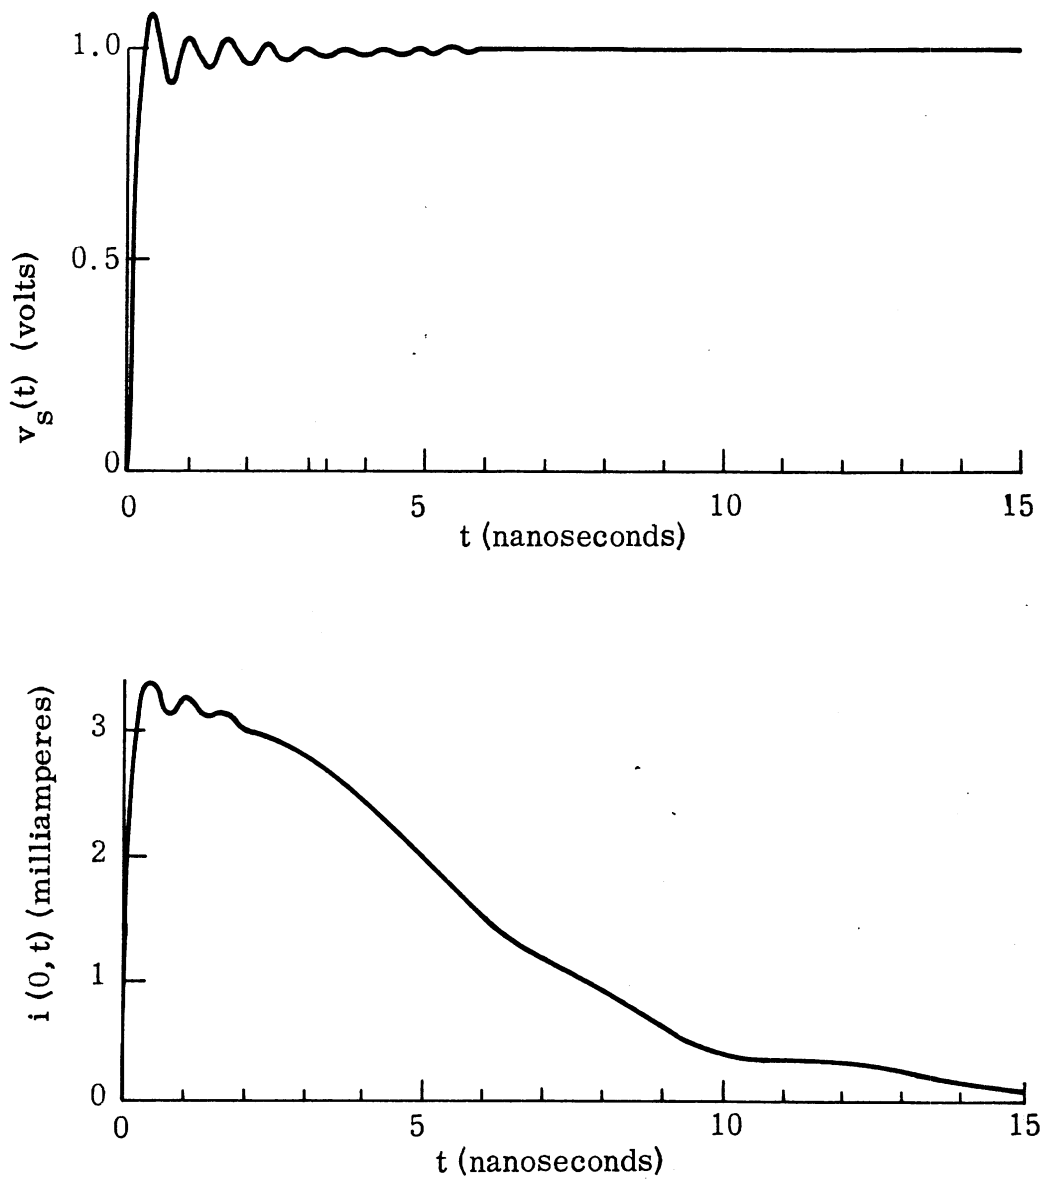 1.0
0.5
v_s(t) (volts)
0
0 5 10 15
t (nanoseconds)
3
2
1
i (0, t) (milliamperes)
0
0 5 10 15
t (nanoseconds)